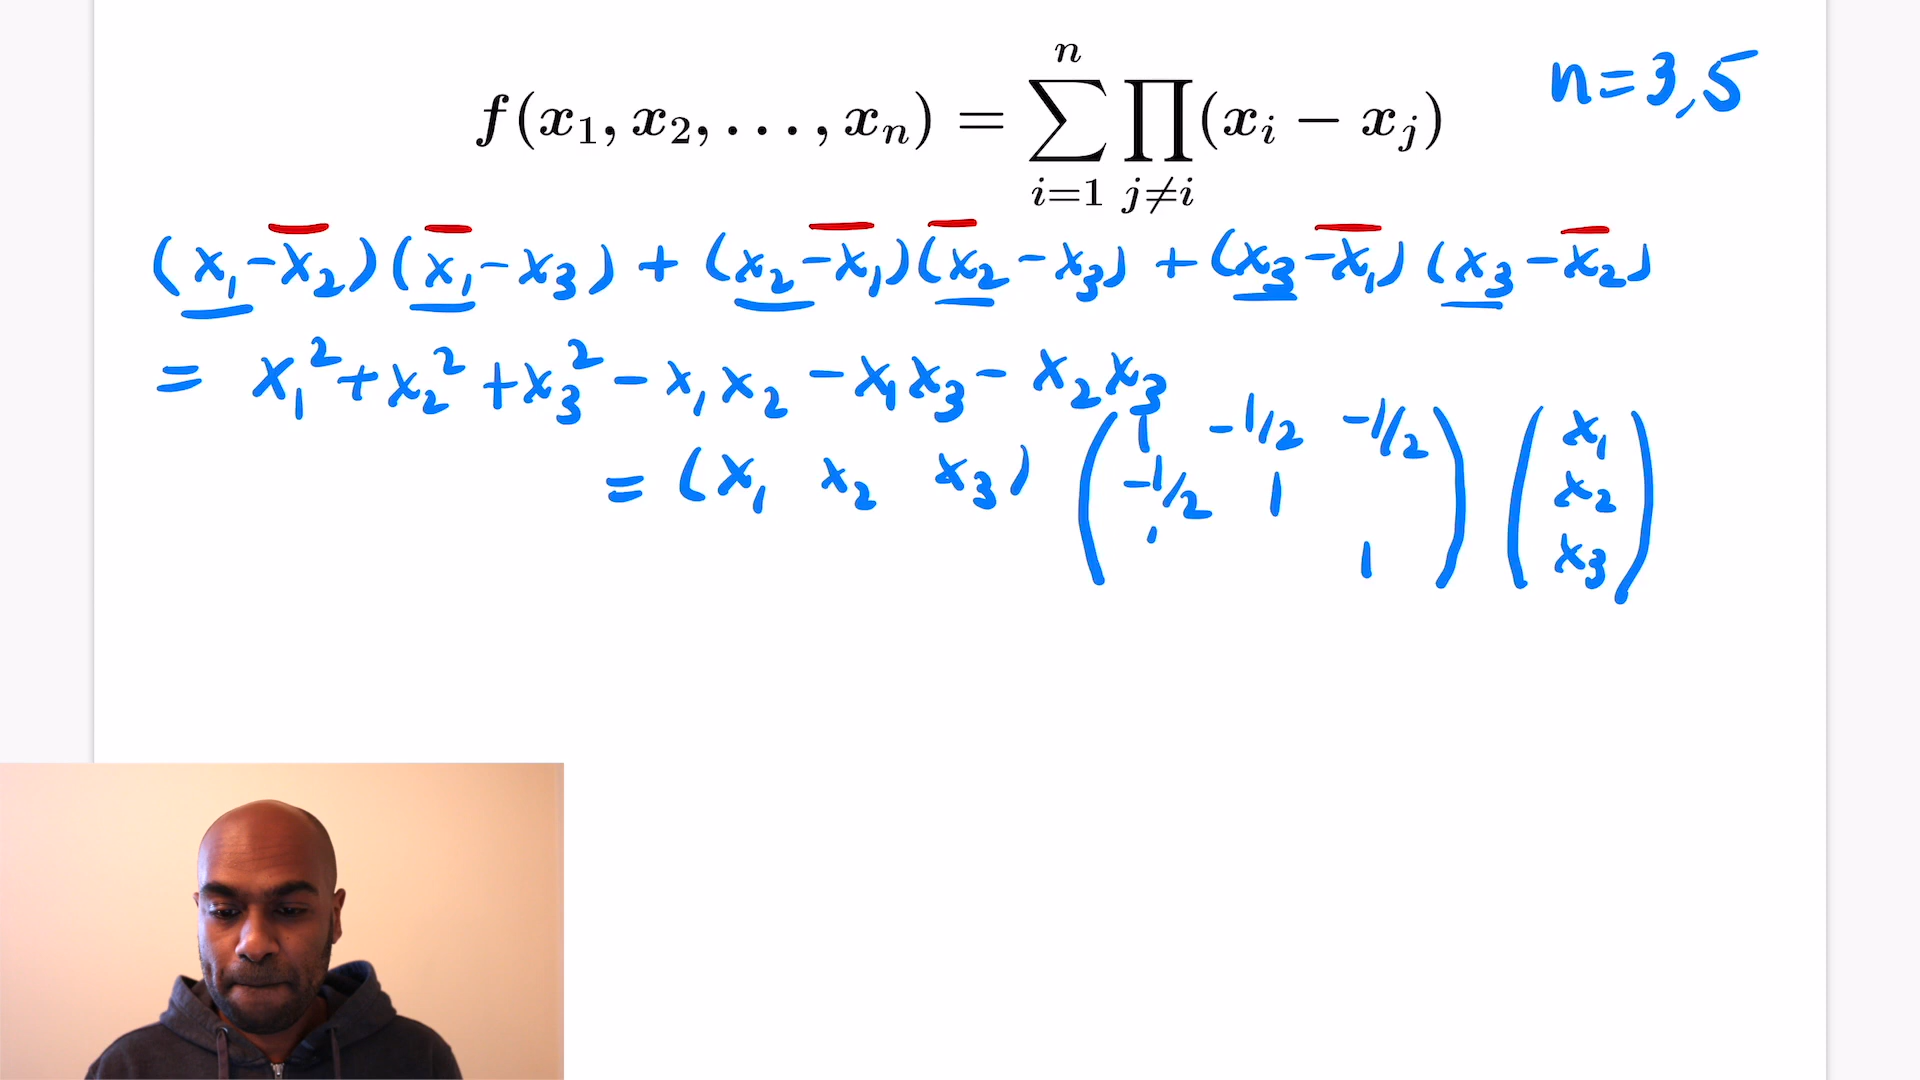 f(x₁, x₂, ..., xₙ) = ∑ⁿᵢ₌₁ ∏ⱼ≠ᵢ (xᵢ − xⱼ)
n=3,5
(x₁−x₂)(x₁−x₃) + (x₂−x₁)(x₂−x₃) + (x₃−x₁)(x₃−x₂)
= x₁²+x₂²+x₃²−x₁x₂−x₁x₃−x₂x₃
1 −1/2 −1/2 x₁
= (x₁ x₂ x₃) −1/2 1 x₂
1 x₃